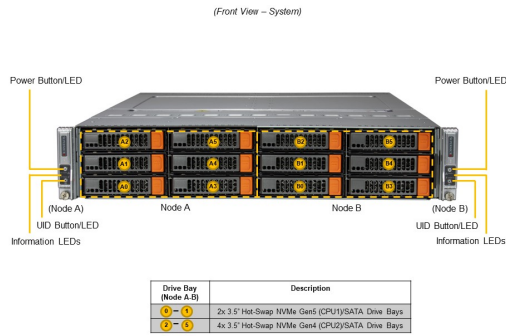 (Front View – System)
Power Button/LED
Power Button/LED
A2
A5
B2
B5
A1
A4
B1
B4
A0
A3
B0
B3
(Node A)
Node A
Node B
(Node B)
UID Button/LED
UID Button/LED
Information LEDs
Information LEDs
Drive Bay
(Node A-B)
Description
0 – 1
2x 3.5" Hot-Swap NVMe Gen5 (CPU1)/SATA Drive Bays
2 – 5
4x 3.5" Hot-Swap NVMe Gen4 (CPU2)/SATA Drive Bays